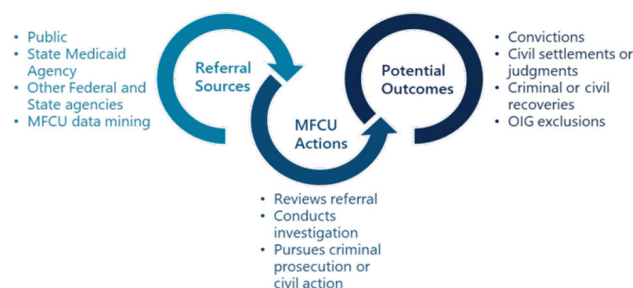 • Public
• State Medicaid
Agency
• Other Federal and
State agencies
• MFCU data mining
Referral
Sources
MFCU
Actions
• Reviews referral
• Conducts
investigation
• Pursues criminal
prosecution or
civil action
Potential
Outcomes
• Convictions
• Civil settlements or
judgments
• Criminal or civil
recoveries
• OIG exclusions